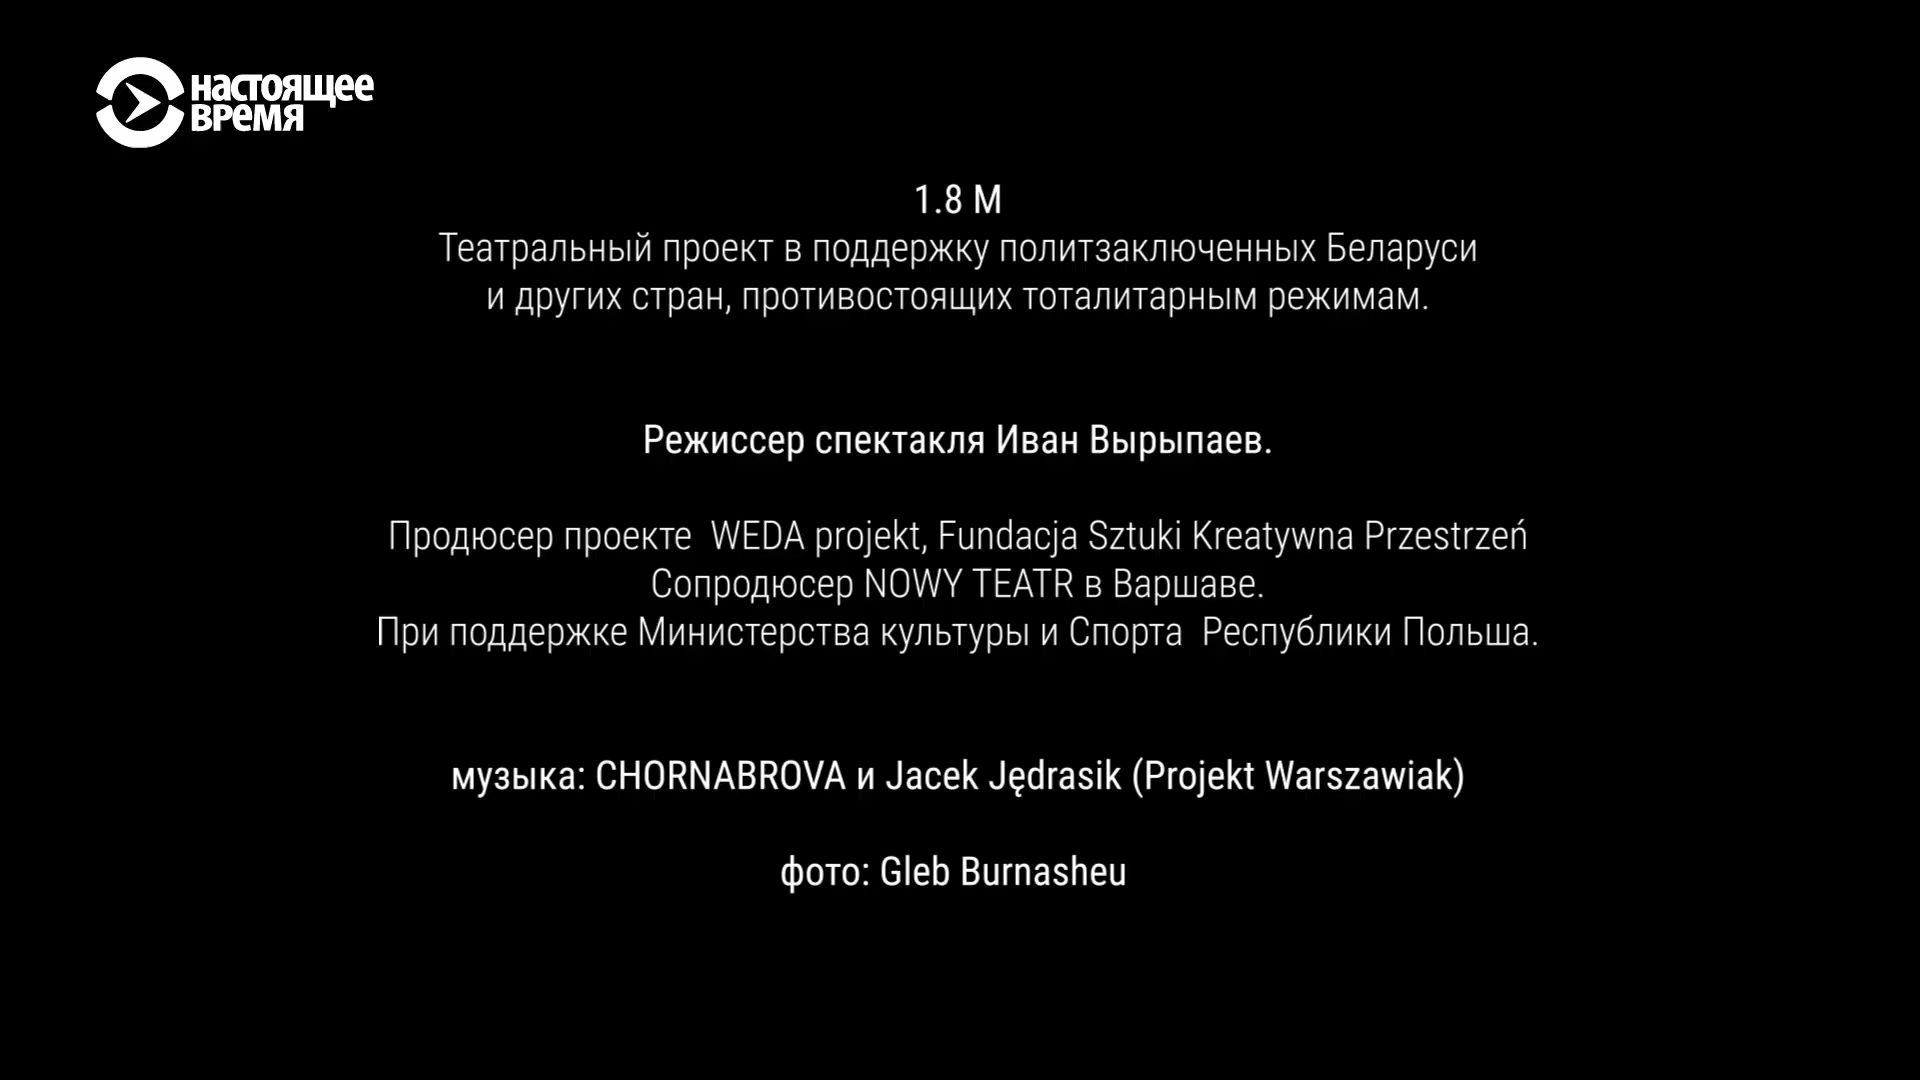 НАСТОЯЩЕЕ
ВРЕМЯ
1.8 М
Театральный проект в поддержку политзаключенных Беларуси
и других стран, противостоящих тоталитарным режимам.
Режиссер спектакля Иван Вырыпаев.
Продюсер проекте  WEDA projekt, Fundacja Sztuki Kreatywna Przestrzeń
Сопродюсер NOWY TEATR в Варшаве.
При поддержке Министерства культуры и Спорта  Республики Польша.
музыка: CHORNABROVA и Jacek Jędrasik (Projekt Warszawiak)
фото: Gleb Burnasheu